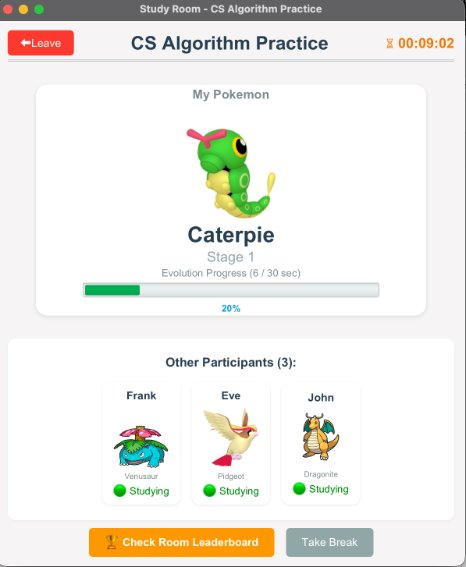 Study Room - CS Algorithm Practice
⬅Leave
CS Algorithm Practice
⏳ 00:09:02
My Pokemon
Caterpie
Stage 1
Evolution Progress (6 / 30 sec)
20%
Other Participants (3):
Frank
Venusaur
Studying
Eve
Pidgeot
Studying
John
Dragonite
Studying
🏆 Check Room Leaderboard
Take Break